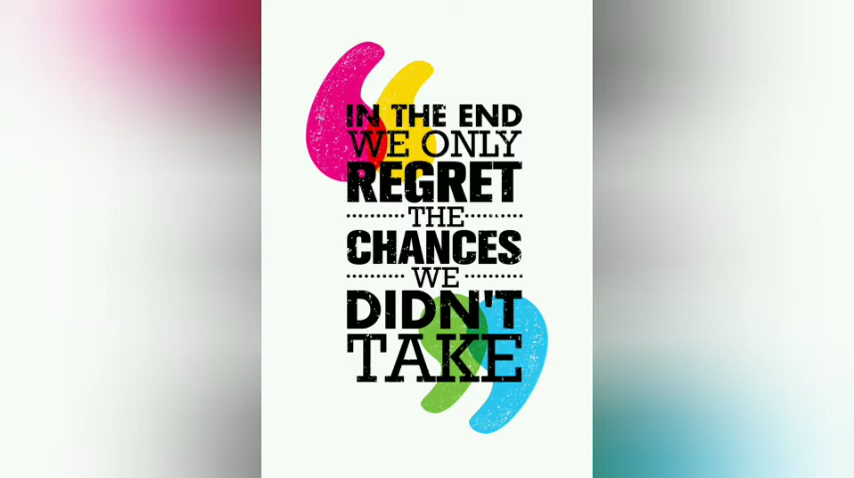 IN THE END
WE ONLY
REGRET
THE
CHANCES
WE
DIDN'T
TAKE